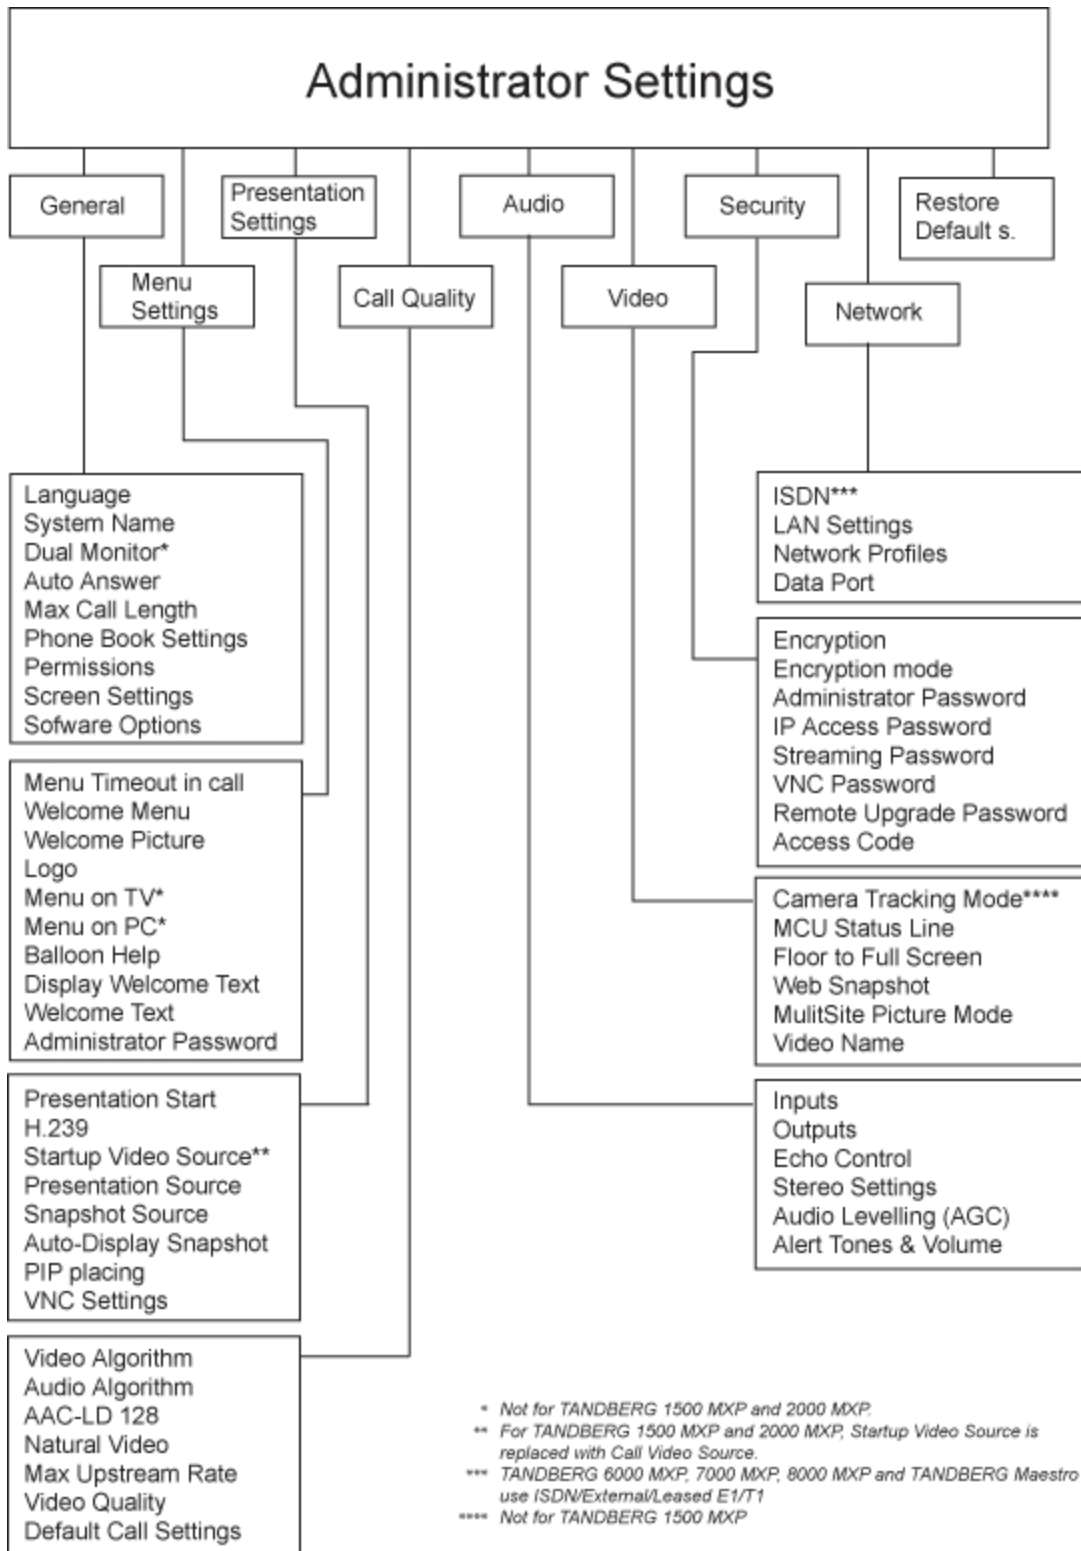 Administrator Settings
General
Presentation
Settings
Audio
Security
Restore
Default s.
Menu
Settings
Call Quality
Video
Network
Language
System Name
Dual Monitor*
Auto Answer
Max Call Length
Phone Book Settings
Permissions
Screen Settings
Sofware Options
Menu Timeout in call
Welcome Menu
Welcome Picture
Logo
Menu on TV*
Menu on PC*
Balloon Help
Display Welcome Text
Welcome Text
Administrator Password
Presentation Start
H.239
Startup Video Source**
Presentation Source
Snapshot Source
Auto-Display Snapshot
PIP placing
VNC Settings
Video Algorithm
Audio Algorithm
AAC-LD 128
Natural Video
Max Upstream Rate
Video Quality
Default Call Settings
ISDN***
LAN Settings
Network Profiles
Data Port
Encryption
Encryption mode
Administrator Password
IP Access Password
Streaming Password
VNC Password
Remote Upgrade Password
Access Code
Camera Tracking Mode****
MCU Status Line
Floor to Full Screen
Web Snapshot
MulitSite Picture Mode
Video Name
Inputs
Outputs
Echo Control
Stereo Settings
Audio Levelling (AGC)
Alert Tones & Volume
* Not for TANDBERG 1500 MXP and 2000 MXP.
** For TANDBERG 1500 MXP and 2000 MXP, Startup Video Source is
replaced with Call Video Source.
*** TANDBERG 6000 MXP, 7000 MXP, 8000 MXP and TANDBERG Maestro
use ISDN/External/Leased E1/T1
**** Not for TANDBERG 1500 MXP